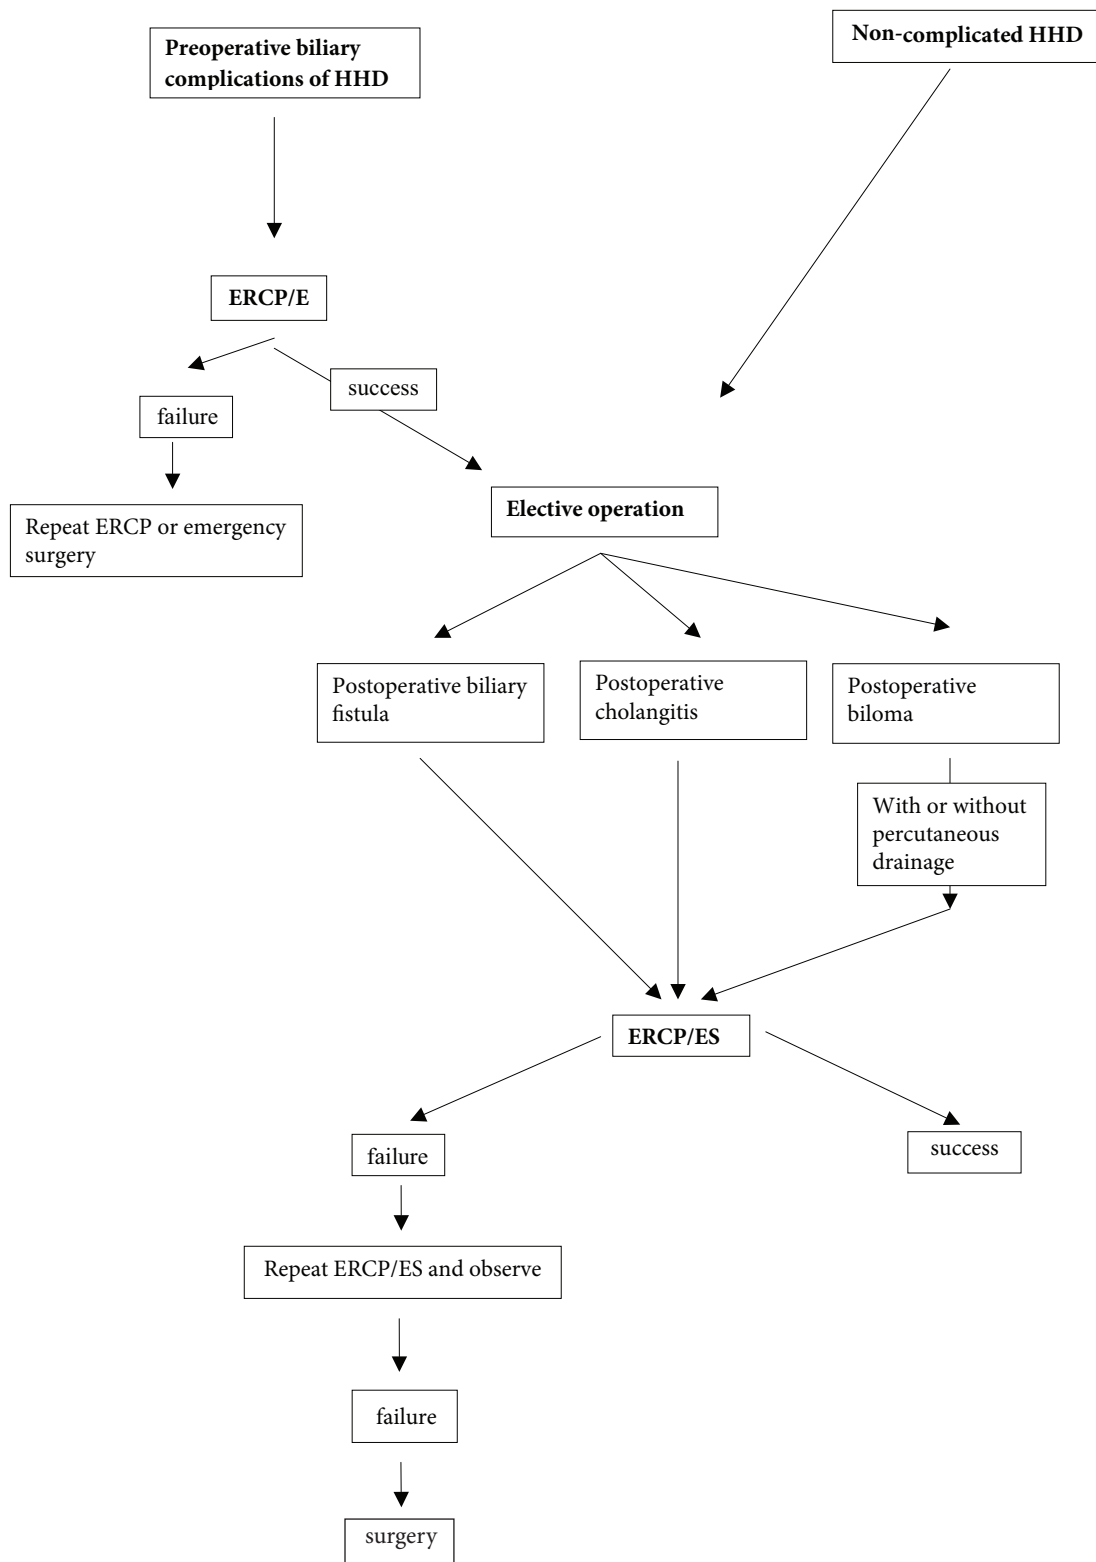 Preoperative biliary
complications of HHD
Non-complicated HHD
ERCP/E
success
failure
Repeat ERCP or emergency
surgery
Elective operation
Postoperative biliary
fistula
Postoperative
cholangitis
Postoperative
biloma
With or without
percutaneous
drainage
ERCP/ES
failure
success
Repeat ERCP/ES and observe
failure
surgery